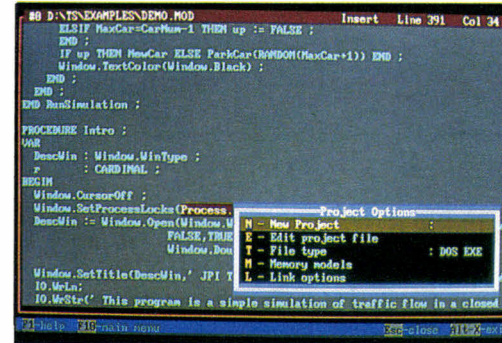 #8 D:\TS\EXAMPLES\DEMO.MOD Insert Line 391 Col 34
ELSIF MaxCar=CarNum-1 THEN up := FALSE ;
END ;
IF up THEN NewCar ELSE ParkCar(RANDOM(MaxCar+1)) END ;
Window.TextColor(Window.Black) ;
END ;
END ;
END RunSimulation ;
PROCEDURE Intro ;
VAR
DescWin : Window.WinType ;
r : CARDINAL ;
BEGIN
Window.CursorOff ;
Window.SetProcessLocks(Process.
DescWin := Window.Open(Window.W
FALSE,TRUE
Window.Dou
Window.SetTitle(DescWin,' JPI T
IO.WrLn;
IO.WrStr(' This program is a simple simulation of traffic flow in a closed
Project Options
N - New Project :
E - Edit project file
T - File type : DOS EXE
M - Memory models
L - Link options
F1-help F10-main menu Esc-close Alt-X-exi